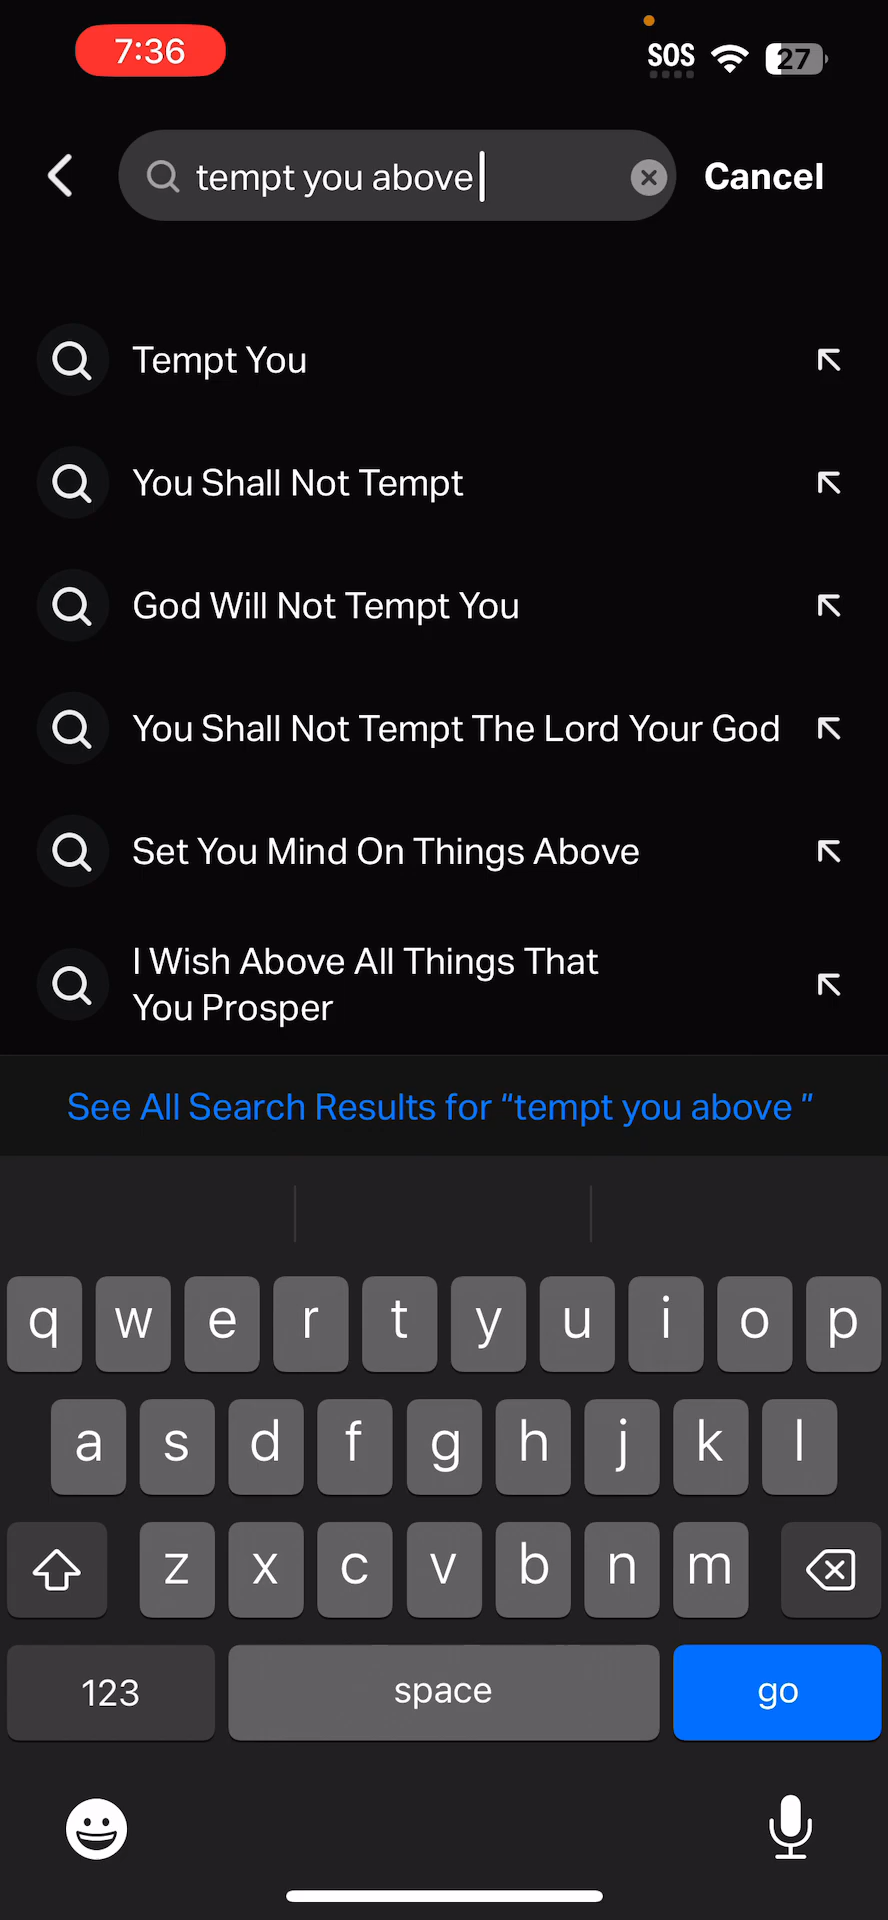 7:36
SOS
27
tempt you above
Cancel
Tempt You
You Shall Not Tempt
God Will Not Tempt You
You Shall Not Tempt The Lord Your God
Set You Mind On Things Above
I Wish Above All Things That
You Prosper
See All Search Results for “tempt you above ”
q w e r t y u i o p
a s d f g h j k l
z x c v b n m
123 space go